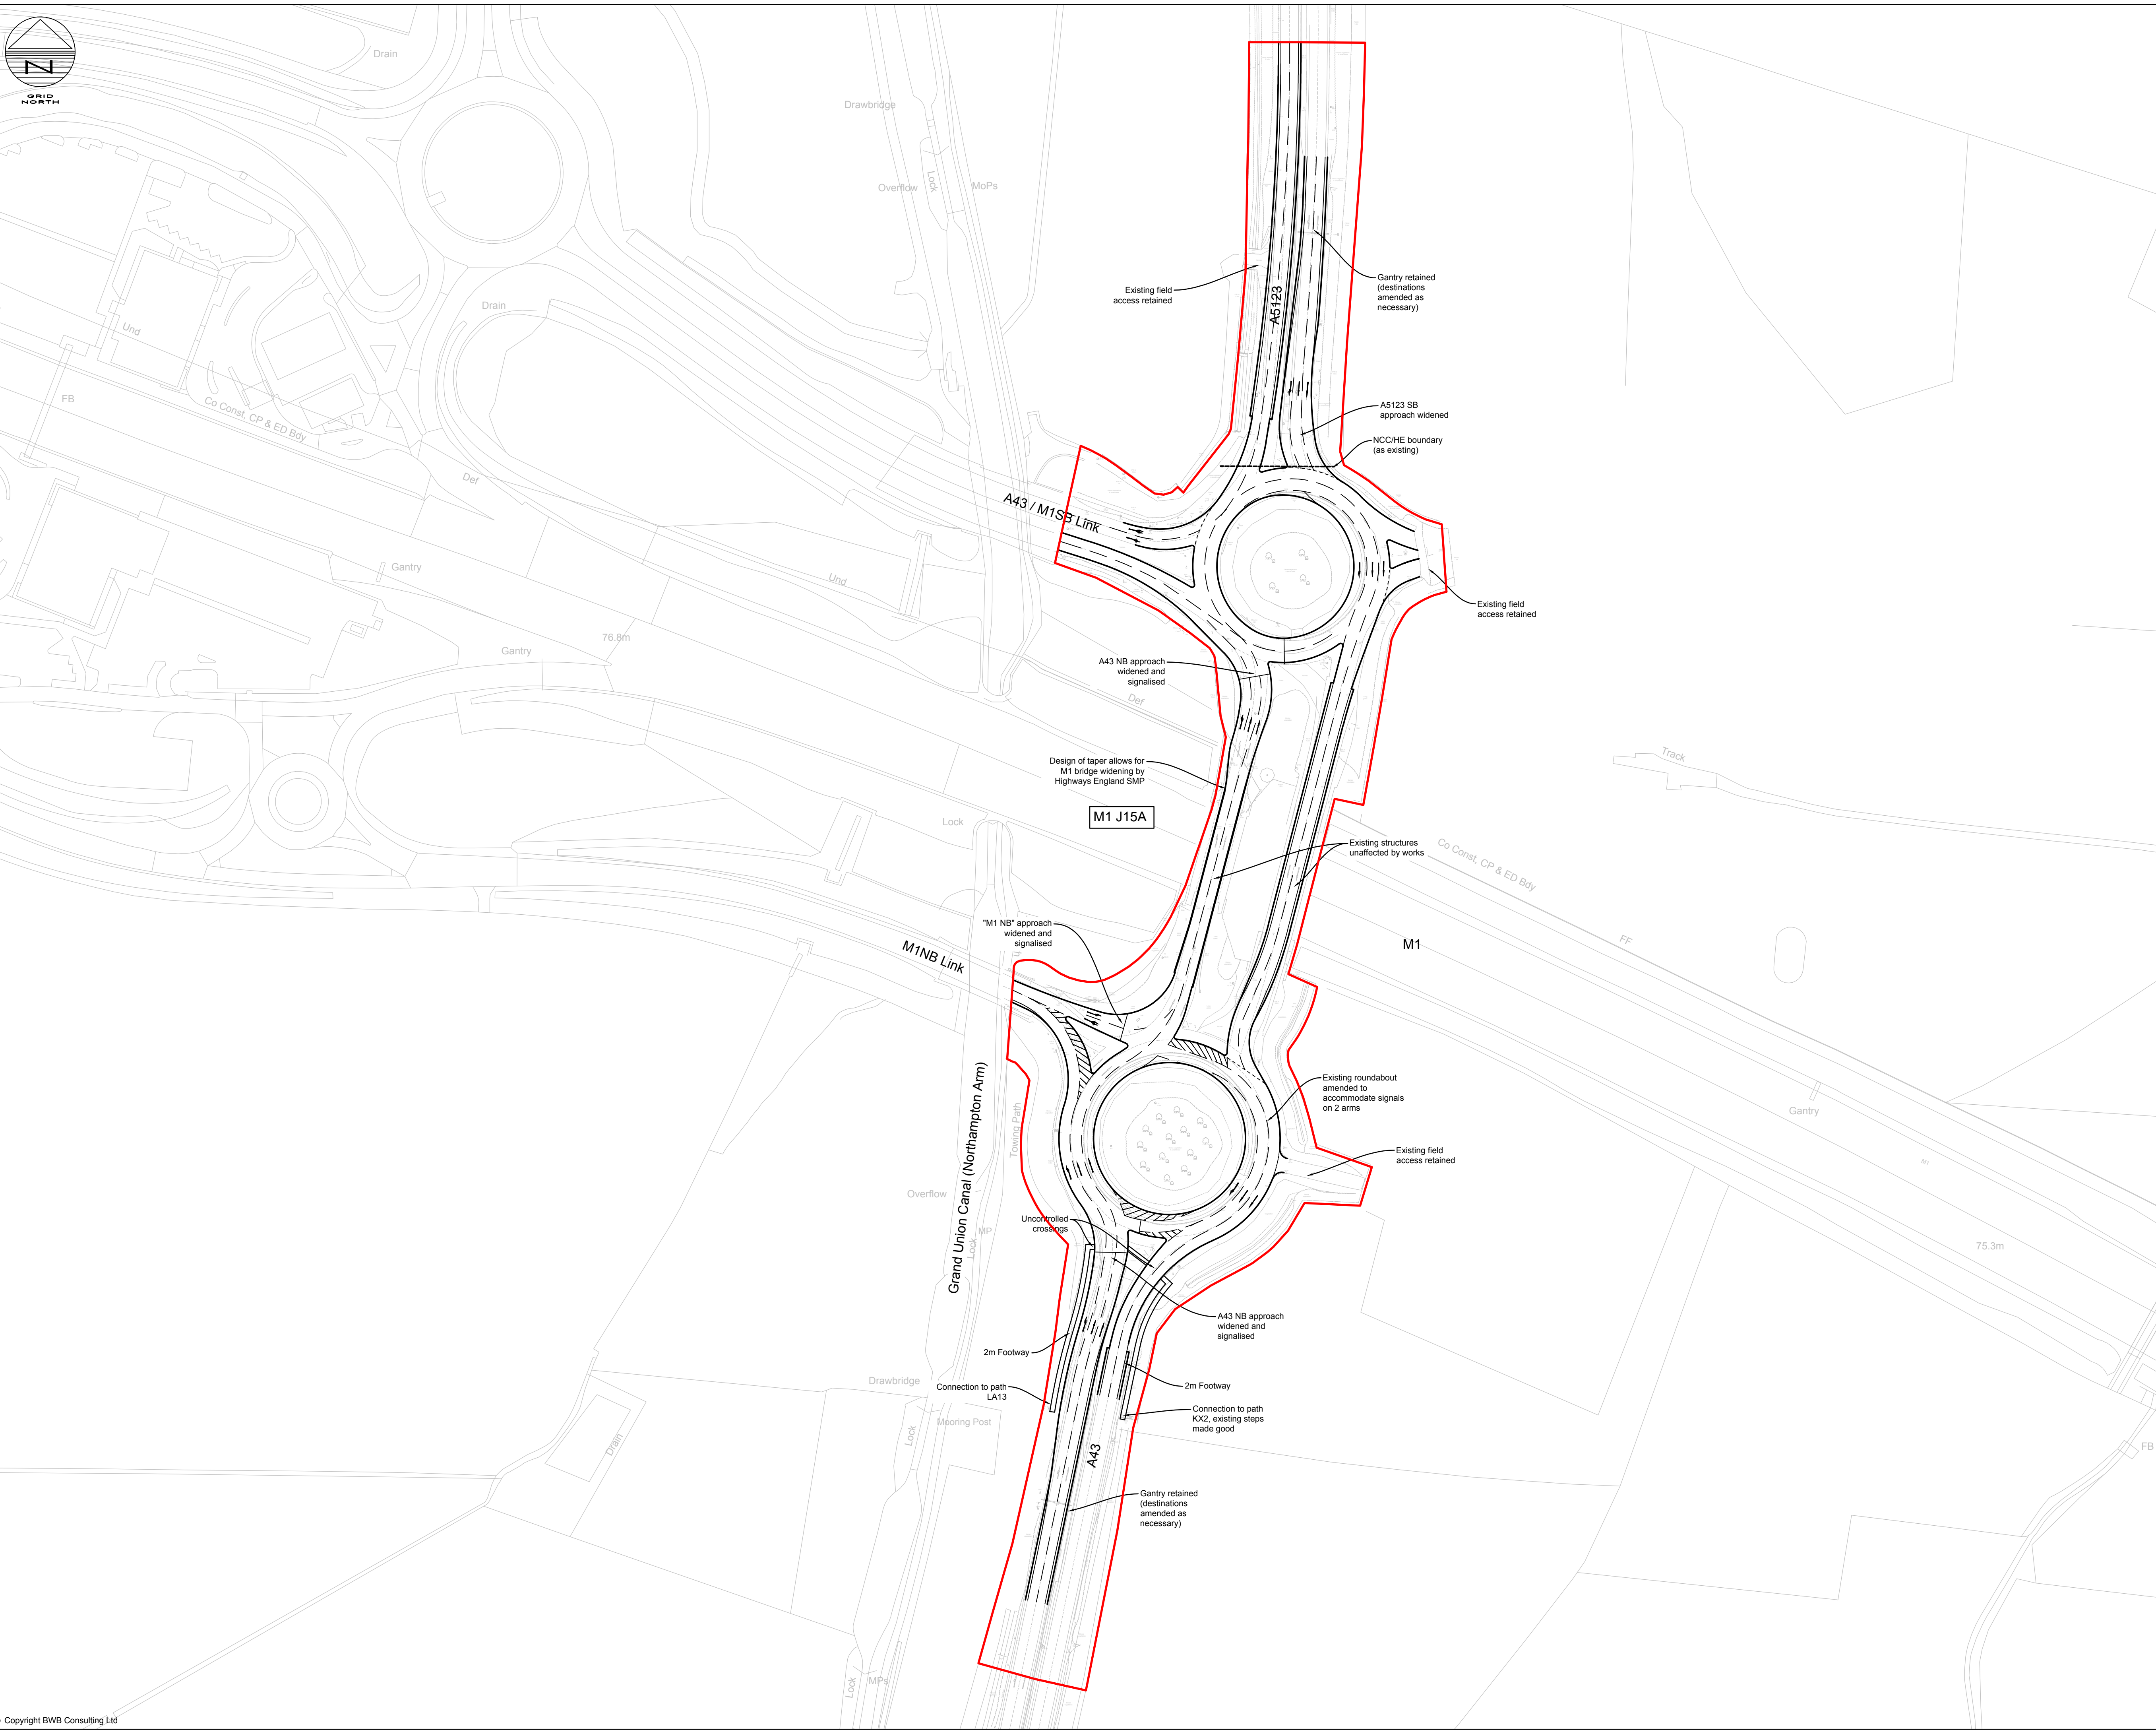 N
GRID
NORTH
Drain
Drawbridge
Overflow
Lock
MoPs
Drain
Und
FB
Co Const, CP & ED Bdy
Def
Existing field
access retained
A5123
Gantry retained
(destinations
amended as
necessary)
A5123 SB
approach widened
NCC/HE boundary
(as existing)
A43 / M1SB Link
Gantry
Und
Existing field
access retained
76.8m
Gantry
A43 NB approach
widened and
signalised
Def
Design of taper allows for
M1 bridge widening by
Highways England SMP
M1 J15A
Track
Lock
Existing structures
unaffected by works
Co Const, CP & ED Bdy
"M1 NB" approach
widened and
signalised
M1NB Link
M1
FF
Grand Union Canal (Northampton Arm)
Towing Path
Existing roundabout
amended to
accommodate signals
on 2 arms
Gantry
Existing field
access retained
M1
Overflow
MP
Lock
Uncontrolled
crossings
75.3m
A43 NB approach
widened and
signalised
2m Footway
Drawbridge
Connection to path
LA13
2m Footway
Mooring Post
Lock
Connection to path
KX2, existing steps
made good
Drain
A43
FB
Gantry retained
(destinations
amended as
necessary)
Lock
MPs
Copyright BWB Consulting Ltd